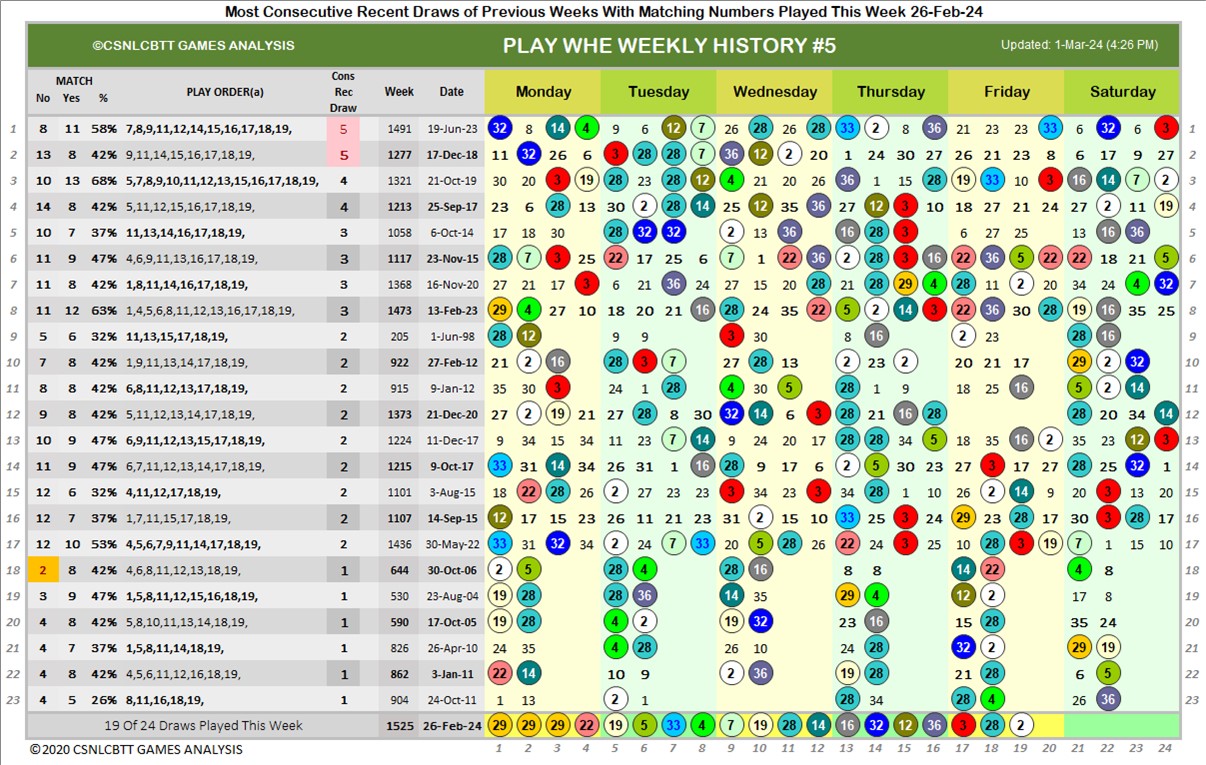 Most Consecutive Recent Draws of Previous Weeks With Matching Numbers Played This Week 26-Feb-24
©CSNLCBTT GAMES ANALYSIS PLAY WHE WEEKLY HISTORY #5 Updated: 1-Mar-24 (4:26 PM)
MATCH Cons
No Yes % PLAY ORDER(a) Rec Week Date Monday Tuesday Wednesday Thursday Friday Saturday
Draw
1 8 11 58% 7,8,9,11,12,14,15,16,17,18,19, 5 1491 19-Jun-23 32 8 14 4 9 6 12 7 26 28 26 28 33 2 8 36 21 23 23 33 6 32 6 3 1
2 13 8 42% 9,11,14,13,16,17,18,19, 5 1277 17-Dec-18 11 32 26 6 3 28 28 7 36 12 2 20 1 24 30 27 26 21 23 8 6 17 9 27 2
3 10 13 68% 5,7,8,9,10,11,12,13,15,16,17,18,19, 4 1321 21-Oct-19 30 20 3 19 28 23 28 12 4 21 20 26 36 1 15 28 19 33 10 3 16 14 7 2 3
4 14 8 42% 5,11,12,15,16,17,18,19, 4 1213 25-Sep-17 23 6 28 13 30 2 28 14 25 12 35 36 27 12 3 10 18 27 21 24 27 2 11 19 4
5 10 7 37% 11,13,14,16,17,18,19, 3 1058 6-Oct-14 17 18 30 28 32 32 2 13 36 16 28 3 6 27 25 13 16 36 5
6 11 9 47% 4,6,9,11,13,16,17,18,19, 3 1117 23-Nov-15 28 7 3 25 22 17 25 6 7 1 22 36 2 28 3 16 22 36 5 22 22 18 21 5 6
7 11 8 42% 1,8,11,14,16,17,18,19, 3 1368 16-Nov-20 27 21 17 3 6 21 36 7 27 15 20 28 21 28 29 4 28 11 2 20 34 24 4 32 7
8 11 12 63% 1,4,5,6,8,11,12,13,16,17,18,19, 3 1473 13-Feb-23 29 4 27 10 18 20 21 16 28 24 35 22 5 2 14 3 22 36 30 28 19 16 35 25 8
9 5 6 32% 11,13,15,17,18,19, 2 205 1-Jun-98 28 12 9 9 3 30 8 16 2 23 28 16 9
10 7 8 42% 1,9,11,13,14,17,18,19, 2 922 27-Feb-12 21 2 16 28 3 7 27 28 13 2 23 2 20 21 17 29 2 32 10
11 8 8 42% 6,8,11,12,13,17,18,19, 2 915 9-Jan-12 35 30 3 24 1 28 4 30 5 28 1 9 18 25 16 5 2 14 11
12 9 8 42% 5,11,12,13,14,17,18,19, 2 1373 21-Dec-20 27 2 19 21 27 28 8 30 32 14 6 3 28 21 16 28 28 20 34 14 12
13 10 9 47% 6,9,11,12,13,15,17,18,19, 2 1224 11-Dec-17 9 34 15 34 11 23 7 14 9 24 20 17 28 28 34 5 18 35 16 2 35 23 12 3 13
14 11 9 47% 6,7,11,12,13,14,17,18,19, 2 1215 9-Oct-17 33 31 14 34 26 31 1 16 28 9 17 6 2 5 30 23 27 3 17 27 28 25 32 1 14
15 12 6 32% 4,11,12,17,18,19, 2 1101 3-Aug-15 18 22 28 26 2 27 23 23 3 34 23 3 34 28 1 10 26 2 14 9 20 3 13 20 15
16 12 7 37% 1,7,11,15,17,18,19, 2 1107 14-Sep-15 12 17 15 23 26 11 21 23 31 2 15 10 33 25 3 24 29 23 28 17 30 3 28 17 16
17 12 10 53% 4,5,6,7,9,11,14,17,18,19, 2 1436 30-May-22 33 31 32 34 2 24 7 33 20 5 28 26 22 24 3 25 10 28 3 19 7 1 15 10 17
18 2 8 42% 4,6,8,11,12,13,18,19, 1 644 30-Oct-06 2 5 28 4 28 16 8 8 14 22 4 8 18
19 3 9 47% 1,5,8,11,12,15,16,18,19, 1 530 23-Aug-04 19 28 28 36 14 35 29 4 12 2 17 8 19
20 4 8 42% 5,8,10,11,13,14,18,19, 1 590 17-Oct-05 19 28 4 2 19 32 23 16 15 28 35 24 20
21 4 7 37% 1,5,8,11,14,18,19, 1 826 26-Apr-10 24 35 4 28 26 10 24 28 32 2 29 19 21
22 4 8 42% 4,5,6,11,12,16,18,19, 1 862 3-Jan-11 22 14 10 9 2 36 19 28 21 28 6 5 22
23 4 5 26% 8,11,16,18,19, 1 904 24-Oct-11 1 13 2 1 28 34 28 4 26 36 23
19 Of 24 Draws Played This Week 1525 26-Feb-24 29 29 29 22 19 5 33 4 7 19 28 14 16 32 12 36 3 28 2
© 2020 CSNLCBTT GAMES ANALYSIS 1 2 3 4 5 6 7 8 9 10 11 12 13 14 15 16 17 18 19 20 21 22 23 24